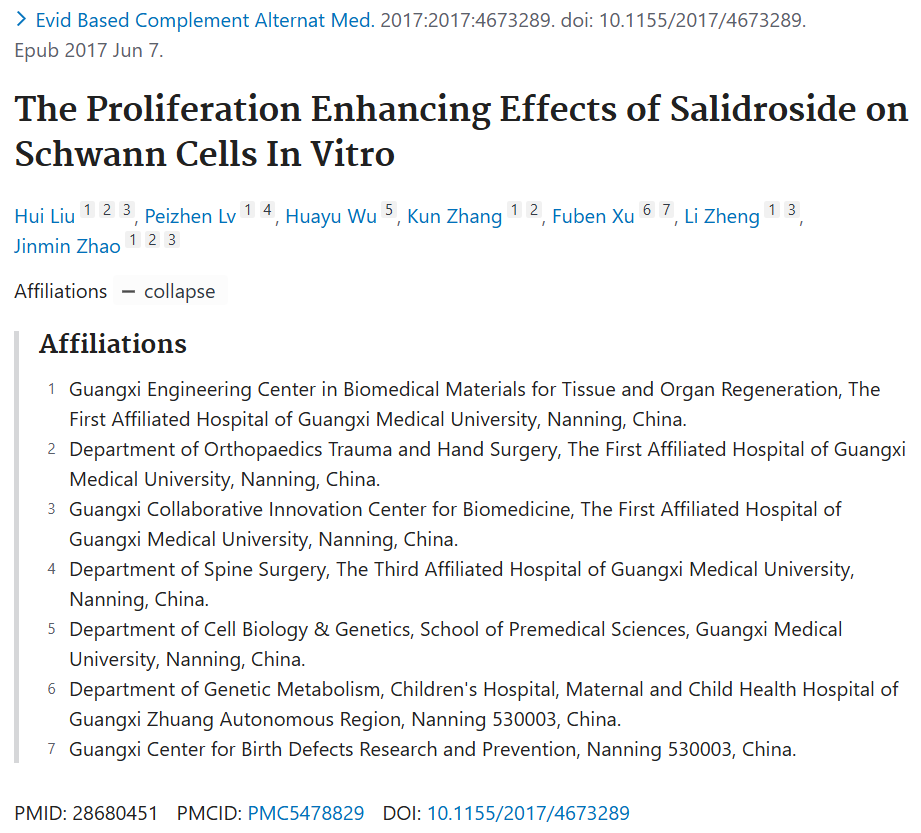 Evid Based Complement Alternat Med. 2017:2017:4673289. doi: 10.1155/2017/4673289.
Epub 2017 Jun 7.
The Proliferation Enhancing Effects of Salidroside on
Schwann Cells In Vitro
Hui Liu 1 2 3, Peizhen Lv 1 4, Huayu Wu 5, Kun Zhang 1 2, Fuben Xu 6 7, Li Zheng 1 3,
Jinmin Zhao 1 2 3
Affiliations — collapse
Affiliations
1 Guangxi Engineering Center in Biomedical Materials for Tissue and Organ Regeneration, The
First Affiliated Hospital of Guangxi Medical University, Nanning, China.
2 Department of Orthopaedics Trauma and Hand Surgery, The First Affiliated Hospital of Guangxi
Medical University, Nanning, China.
3 Guangxi Collaborative Innovation Center for Biomedicine, The First Affiliated Hospital of
Guangxi Medical University, Nanning, China.
4 Department of Spine Surgery, The Third Affiliated Hospital of Guangxi Medical University,
Nanning, China.
5 Department of Cell Biology & Genetics, School of Premedical Sciences, Guangxi Medical
University, Nanning, China.
6 Department of Genetic Metabolism, Children's Hospital, Maternal and Child Health Hospital of
Guangxi Zhuang Autonomous Region, Nanning 530003, China.
7 Guangxi Center for Birth Defects Research and Prevention, Nanning 530003, China.
PMID: 28680451 PMCID: PMC5478829 DOI: 10.1155/2017/4673289